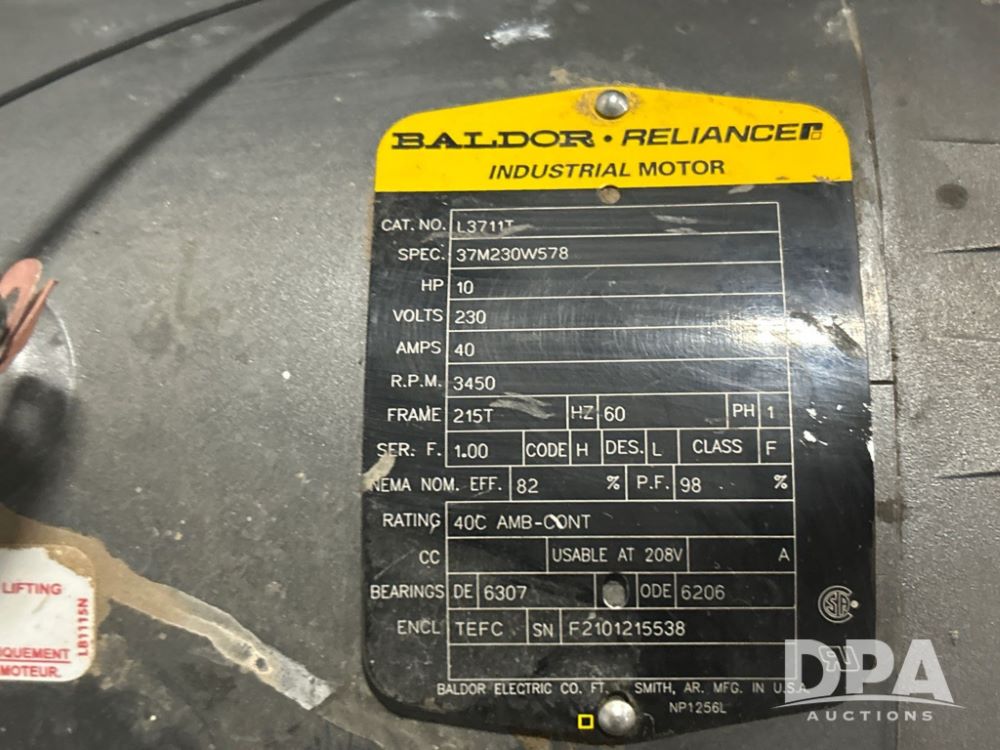 BALDOR • RELIANCE
INDUSTRIAL MOTOR
CAT. NO. L3711T
SPEC. 37M230W578
HP 10
VOLTS 230
AMPS 40
R.P.M. 3450
FRAME 215T HZ 60 PH 1
SER. F. 1.00 CODE H DES. L CLASS F
NEMA NOM. EFF. 82 % P.F. 98 %
RATING 40C AMB-CONT
CC USABLE AT 208V A
BEARINGS DE 6307 ODE 6206
ENCL TEFC SN F2101215538
BALDOR ELECTRIC CO. FT. SMITH, AR. MFG. IN U.S.A.
NP1256L
LIFTING
QUEMENT
MOTEUR.
LB1115N
DPA
AUCTIONS